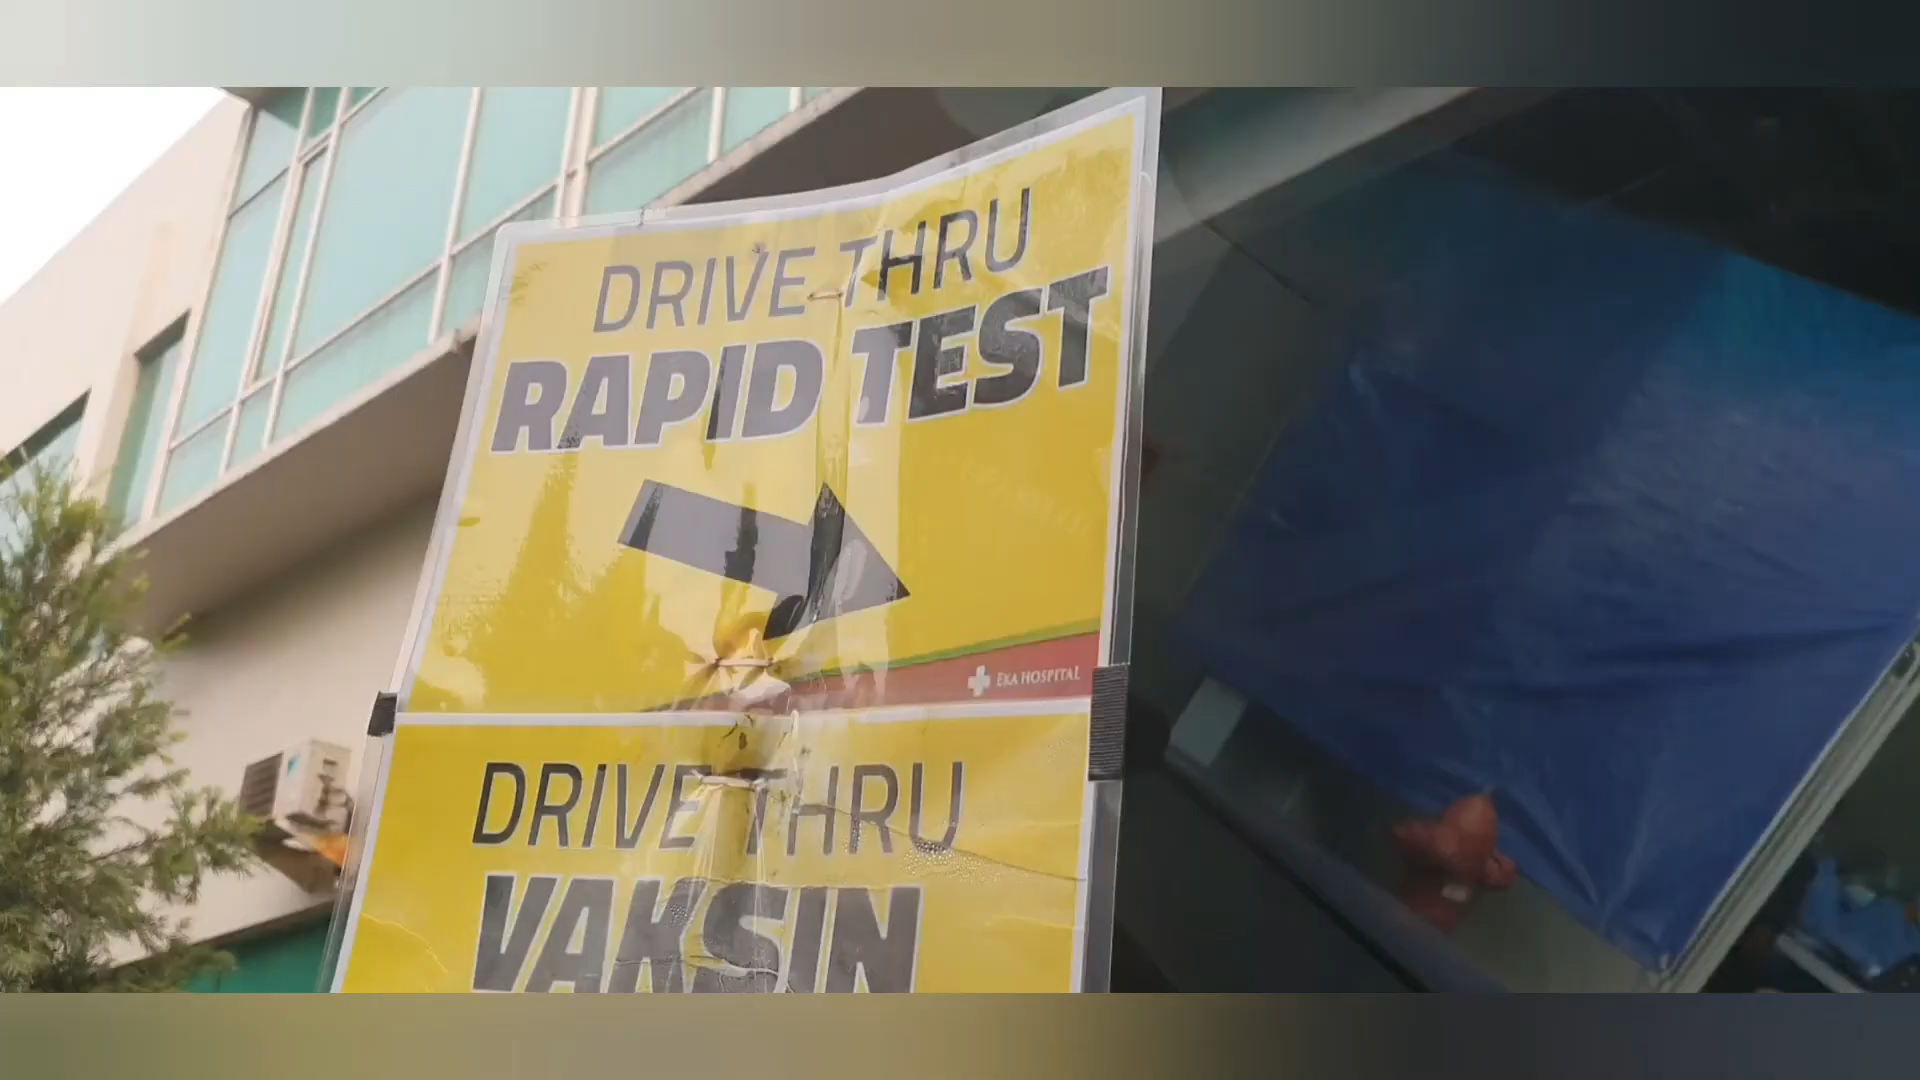 DRIVE THRU
RAPID TEST
EKA HOSPITAL
DRIVE THRU
VAKSIN